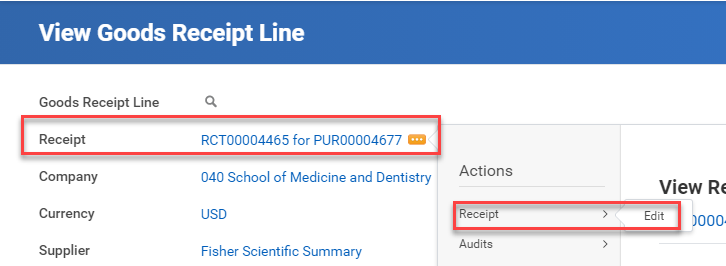 View Goods Receipt Line
Goods Receipt Line
Receipt RCT00004465 for PUR00004677
Company 040 School of Medicine and Dentistry
Currency USD
Supplier Fisher Scientific Summary
Actions
Receipt Edit
Audits
View Re